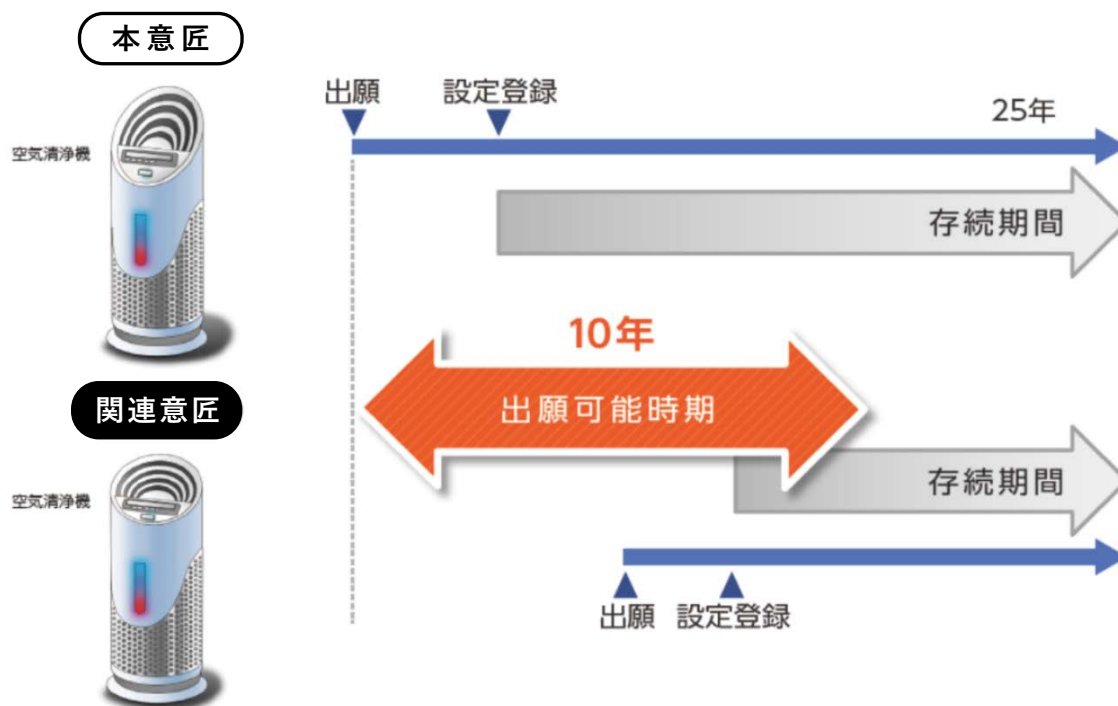 本意匠
出願
設定登録
25年
空気清浄機
存続期間
10年
関連意匠
出願可能時期
空気清浄機
存続期間
出願
設定登録